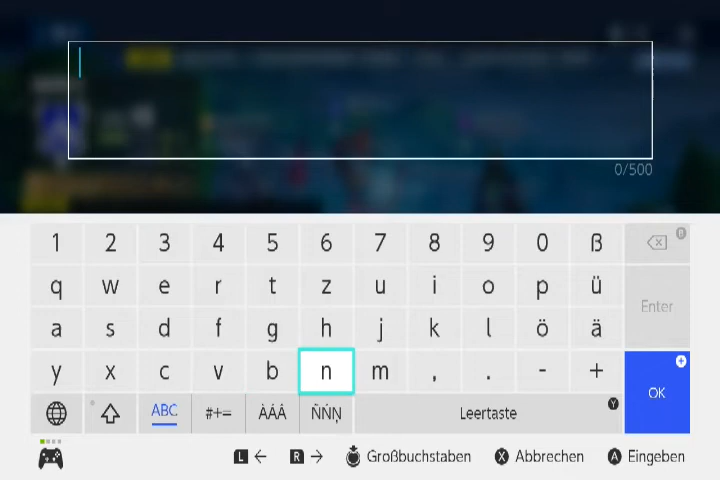 0/500
1 2 3 4 5 6 7 8 9 0 ß
q w e r t z u i o p ü
Enter
a s d f g h j k l ö ä
y x c v b n m , . - +
OK
ABC #+= ÀÁÂ ÑŃŅ Leertaste Y
L ← R → Großbuchstaben X Abbrechen A Eingeben